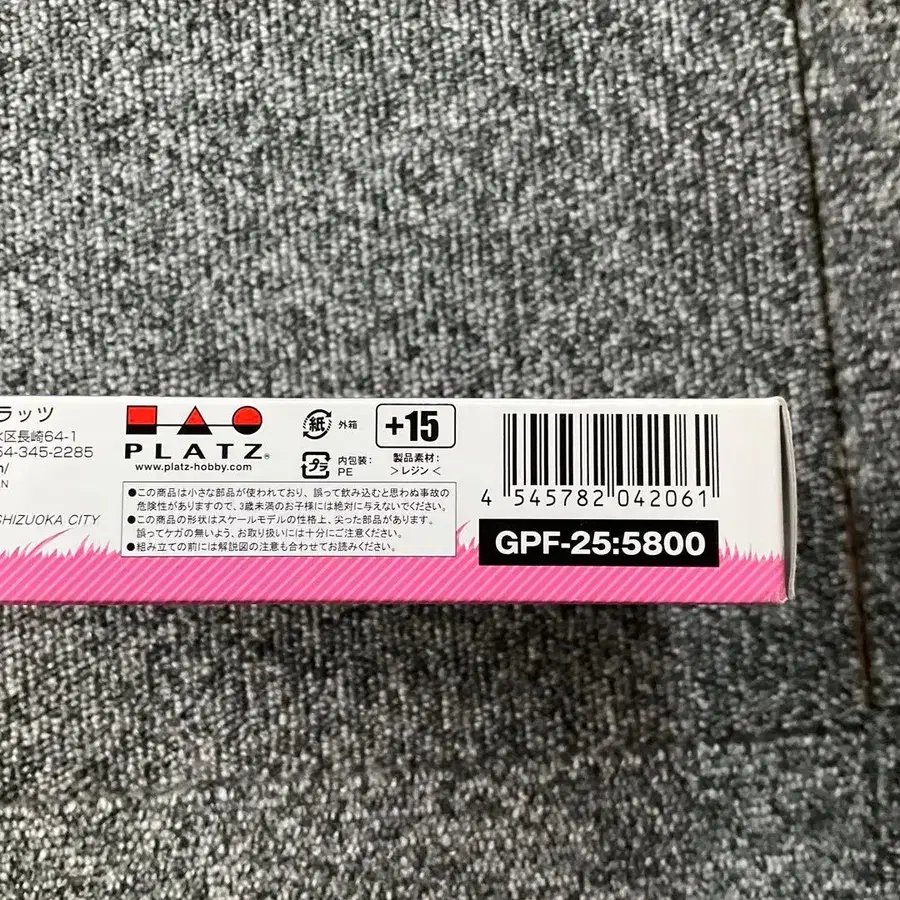 ラッツ
区長崎64-1
54-345-2285
n/
AN
SHIZUOKA CITY
PLATZ®
www.platz-hobby.com
紙 外箱
+15
プラ 内包装:
PE
製品素材:
>レジン<
●この商品は小さな部品が使われており、誤って飲み込むと思わぬ事故の
危険性がありますので、3歳未満のお子様には絶対に与えないでください。
●この商品の形状はスケールモデルの性格上、尖った部品があります。
誤ってケガの無いよう、お取り扱いには十分にご注意ください。
●組み立ての前には解説図の注意も合わせてお読みください。
4 545782 042061
GPF-25:5800